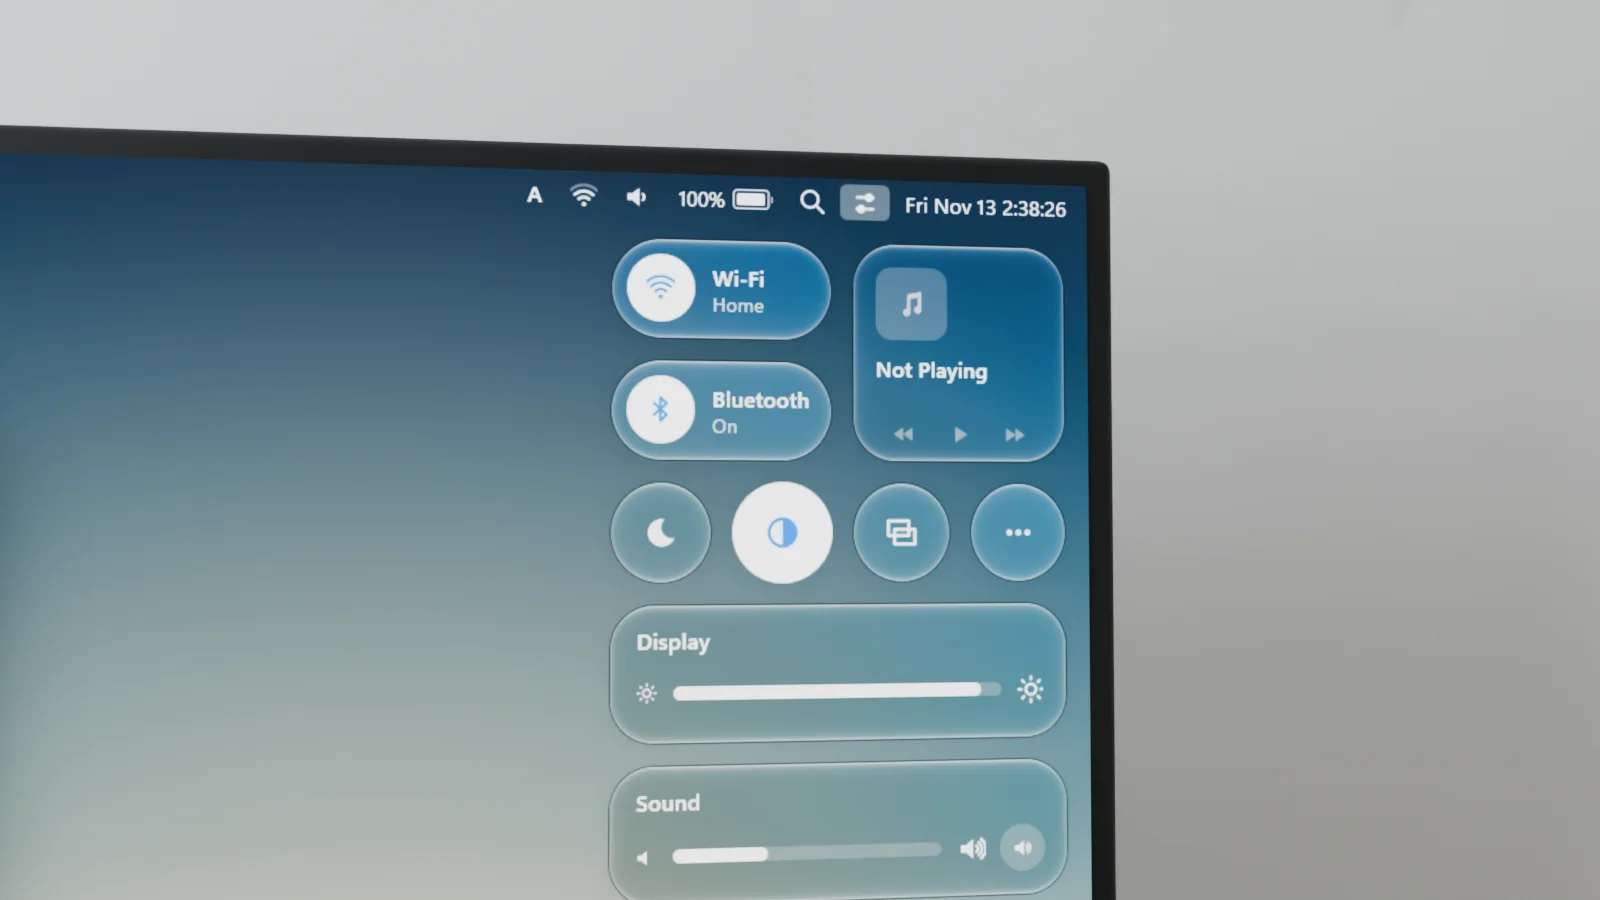 A 100% Fri Nov 13 2:38:26
Wi-Fi
Home
Not Playing
Bluetooth
On
Display
Sound